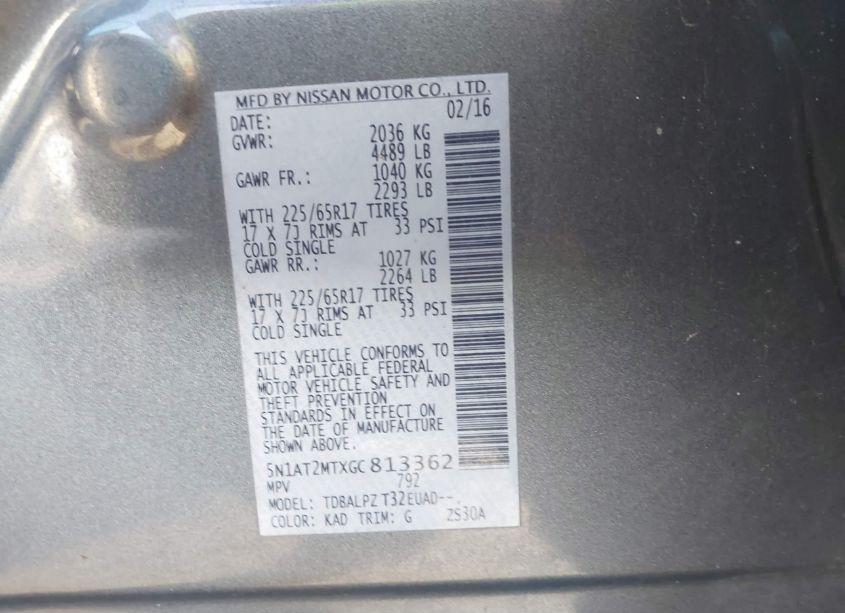 MFD BY NISSAN MOTOR CO., LTD.
DATE: 02/16
GVWR: 2036 KG
4489 LB
GAWR FR.: 1040 KG
2293 LB
WITH 225/65R17 TIRES
17 X 7J RIMS AT 33 PSI
COLD SINGLE
GAWR RR.: 1027 KG
2264 LB
WITH 225/65R17 TIRES
17 X 7J RIMS AT 33 PSI
COLD SINGLE
THIS VEHICLE CONFORMS TO
ALL APPLICABLE FEDERAL
MOTOR VEHICLE SAFETY AND
THEFT PREVENTION
STANDARDS IN EFFECT ON
THE DATE OF MANUFACTURE
SHOWN ABOVE.
5N1AT2MTXGC813362
MPV 792
MODEL: TDBALPZ T32EUAD--.
COLOR: KAD TRIM: G ZS30A